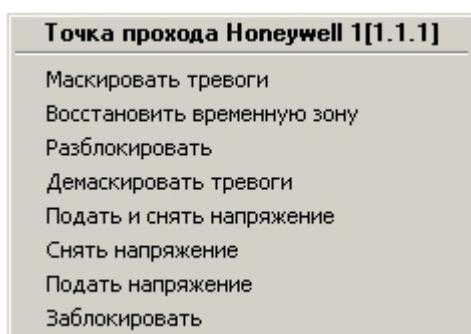 Точка прохода Honeywell 1[1.1.1]
Маскировать тревоги
Восстановить временную зону
Разблокировать
Демаскировать тревоги
Подать и снять напряжение
Снять напряжение
Подать напряжение
Заблокировать